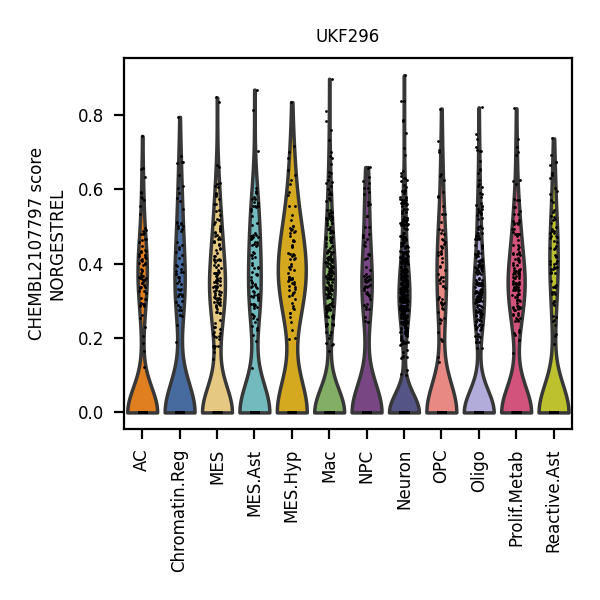 UKF296
CHEMBL2107797 score
NORGESTREL
0.8
0.6
0.4
0.2
0.0
AC
Chromatin.Reg
MES
MES.Ast
MES.Hyp
Mac
NPC
Neuron
OPC
Oligo
Prolif.Metab
Reactive.Ast